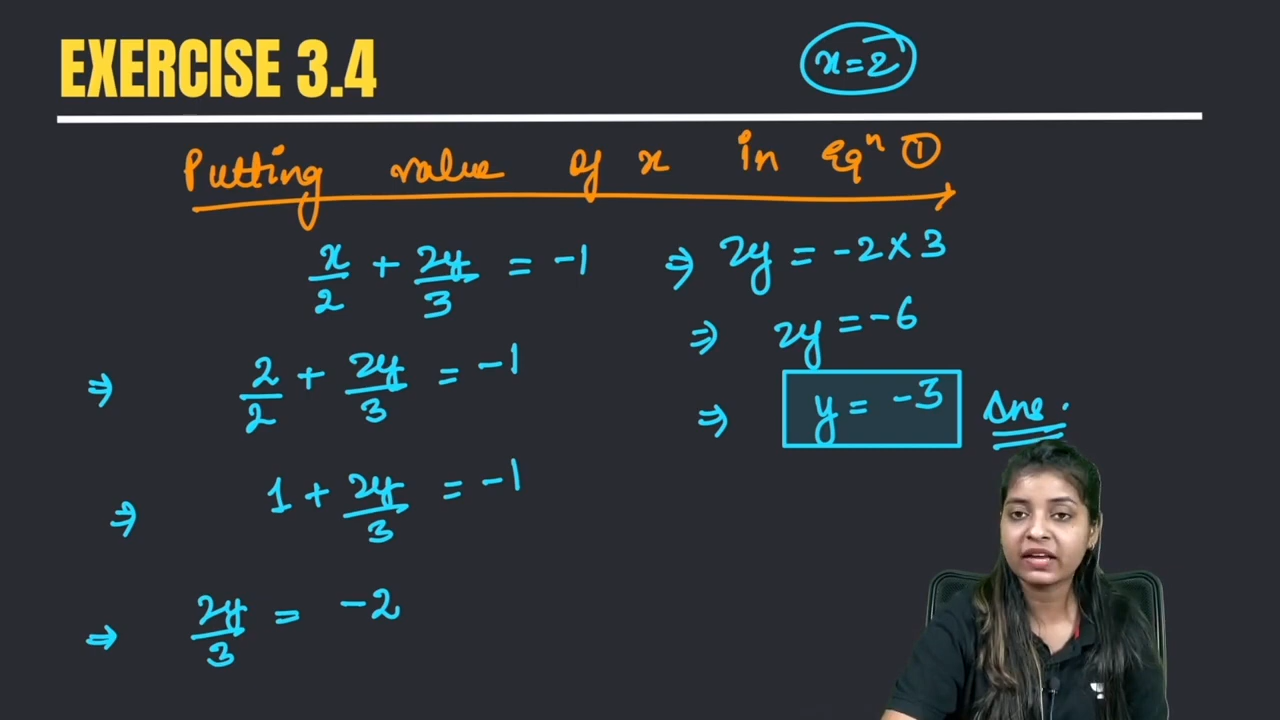 EXERCISE 3.4
x = 2
Putting value of x in Eqⁿ ①
x/2 + 2y/3 = -1
⇒ 2/2 + 2y/3 = -1
⇒ 1 + 2y/3 = -1
⇒ 2y/3 = -2
⇒ 2y = -2 × 3
⇒ 2y = -6
⇒ y = -3 Ans.